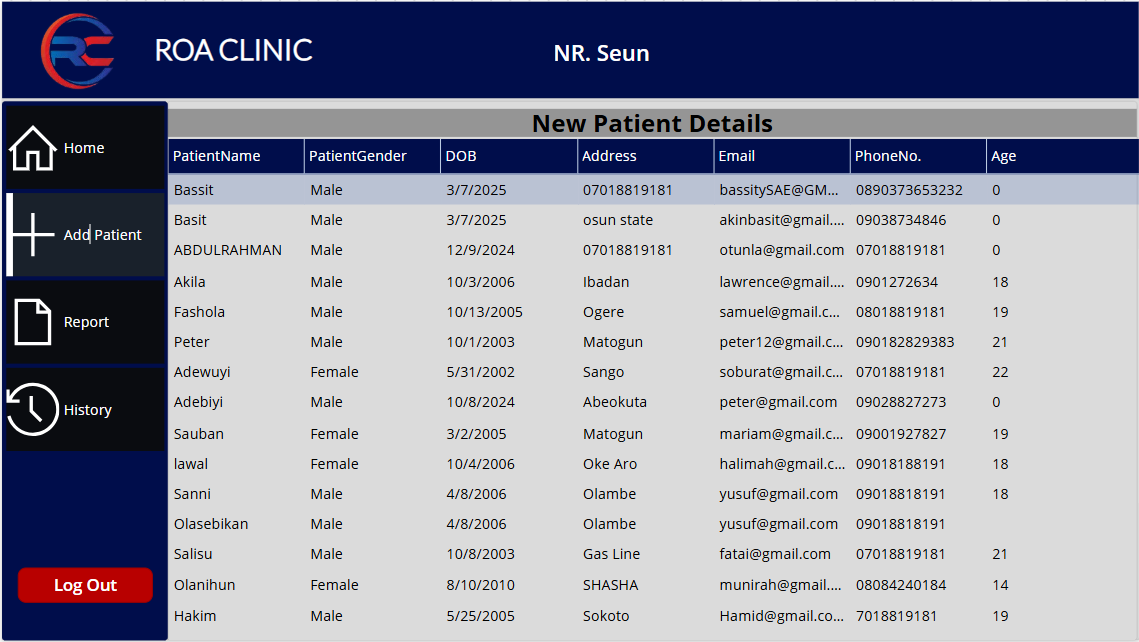 RC ROA CLINIC NR. Seun
Home
Add Patient
Report
History
Log Out
New Patient Details
PatientName PatientGender DOB Address Email PhoneNo. Age
Bassit Male 3/7/2025 07018819181 bassitySAE@GM... 0890373653232 0
Basit Male 3/7/2025 osun state akinbasit@gmail.... 09038734846 0
ABDULRAHMAN Male 12/9/2024 07018819181 otunla@gmail.com 07018819181 0
Akila Male 10/3/2006 Ibadan lawrence@gmail.... 0901272634 18
Fashola Male 10/13/2005 Ogere samuel@gmail.c... 08018819181 19
Peter Male 10/1/2003 Matogun peter12@gmail.c... 090182829383 21
Adewuyi Female 5/31/2002 Sango soburat@gmail.c... 07018819181 22
Adebiyi Male 10/8/2024 Abeokuta peter@gmail.com 09028827273 0
Sauban Female 3/2/2005 Matogun mariam@gmail.c... 09001927827 19
lawal Female 10/4/2006 Oke Aro halimah@gmail.c... 09018188191 18
Sanni Male 4/8/2006 Olambe yusuf@gmail.com 09018818191 18
Olasebikan Male 4/8/2006 Olambe yusuf@gmail.com 09018818191
Salisu Male 10/8/2003 Gas Line fatai@gmail.com 07018819181 21
Olanihun Female 8/10/2010 SHASHA munirah@gmail.... 08084240184 14
Hakim Male 5/25/2005 Sokoto Hamid@gmail.co... 7018819181 19